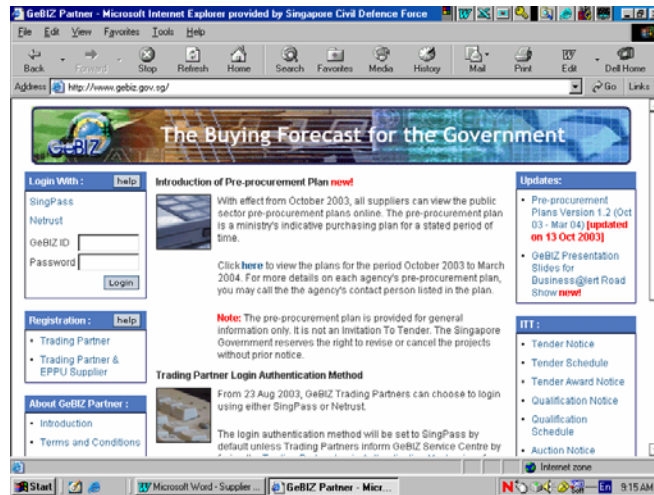 GeBIZ Partner - Microsoft Internet Explorer provided by Singapore Civil Defence Force
File Edit View Favorites Tools Help
Back Forward Stop Refresh Home Search Favorites Media History Mail Print Edit Dell Home
Address http://www.gebiz.gov.sg/ Go Links
GeBIZ
The Buying Forecast for the Government
Login With : help
SingPass
Netrust
GeBIZ ID
Password
Login
Registration : help
• Trading Partner
• Trading Partner &
EPPU Supplier
About GeBIZ Partner :
• Introduction
• Terms and Conditions
Introduction of Pre-procurement Plan new!
With effect from October 2003, all suppliers can view the public
sector pre-procurement plans online. The pre-procurement plan
is a ministry's indicative purchasing plan for a stated period of
time.
Click here to view the plans for the period October 2003 to March
2004. For more details on each agency's pre-procurement plan,
you may call the the agency's contact person listed in the plan.
Note: The pre-procurement plan is provided for general
information only. It is not an Invitation To Tender. The Singapore
Government reserves the right to revise or cancel the projects
without prior notice.
Trading Partner Login Authentication Method
From 23 Aug 2003, GeBIZ Trading Partners can choose to login
using either SingPass or Netrust.
The login authentication method will be set to SingPass by
default unless Trading Partners inform GeBIZ Service Centre by
Updates:
• Pre-procurement
Plans Version 1.2 (Oct
03 - Mar 04) [updated
on 13 Oct 2003]
• GeBIZ Presentation
Slides for
Business@lert Road
Show new!
ITT :
• Tender Notice
• Tender Schedule
• Tender Award Notice
• Qualification Notice
• Qualification
Schedule
• Auction Notice
Internet zone
Start Microsoft Word - Supplier ... GeBIZ Partner - Micr... En 9:15 AM